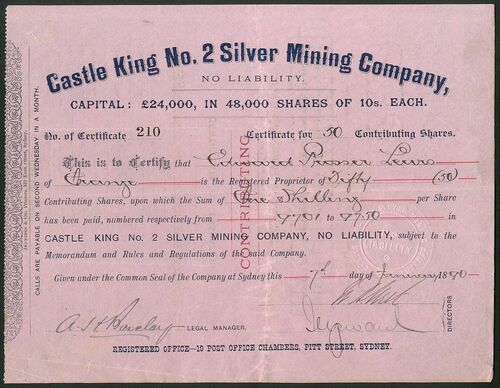 Castle King No. 2 Silver Mining Company,
NO LIABILITY.
CAPITAL: £24,000, IN 48,000 SHARES OF 10s. EACH.
No. of Certificate 210 Certificate for 50 Contributing Shares.
This is to Certify that Edward Prosser Lewis
of Orange is the Registered Proprietor of Fifty (50)
Contributing Shares, upon which the Sum of One Shilling per Share
has been paid, numbered respectively from 9701 to 9750 in
CASTLE KING NO. 2 SILVER MINING COMPANY, NO LIABILITY, subject to the
Memorandum and Rules and Regulations of the said Company.
Given under the Common Seal of the Company at Sydney this 7th day of January 1890
A. S. H. Barclay LEGAL MANAGER.
DIRECTORS
REGISTERED OFFICE—19 POST OFFICE CHAMBERS, PITT STREET, SYDNEY.
CONTRIBUTING
CALLS ARE PAYABLE ON SECOND WEDNESDAY IN A MONTH.